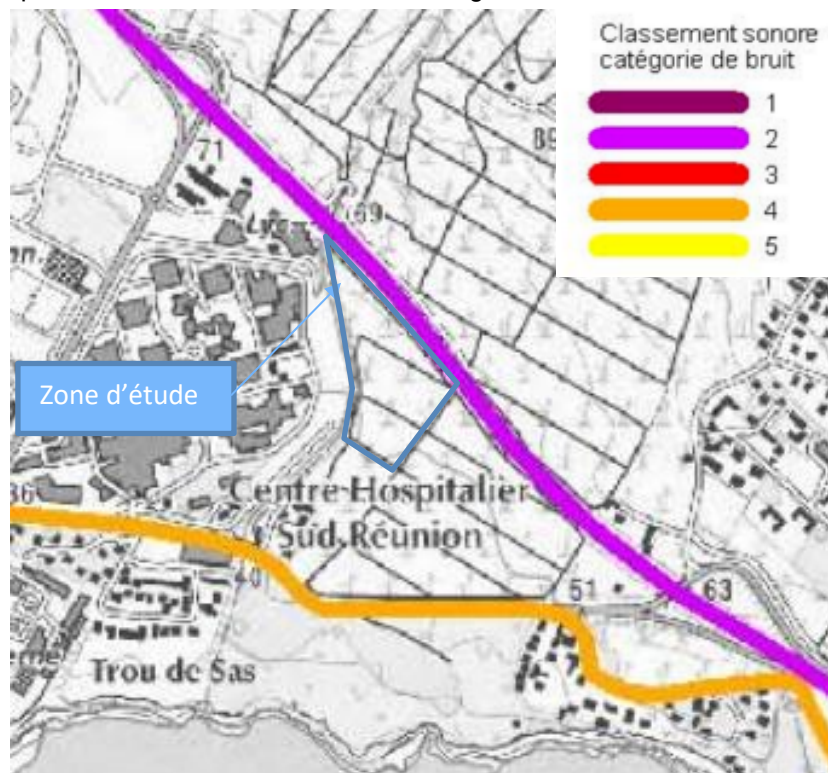 Classement sonore
catégorie de bruit
1
2
3
4
5
71
69
Zone d'étude
Centre Hospitalier
Sud Réunion
40
51
63
Trou de Sas